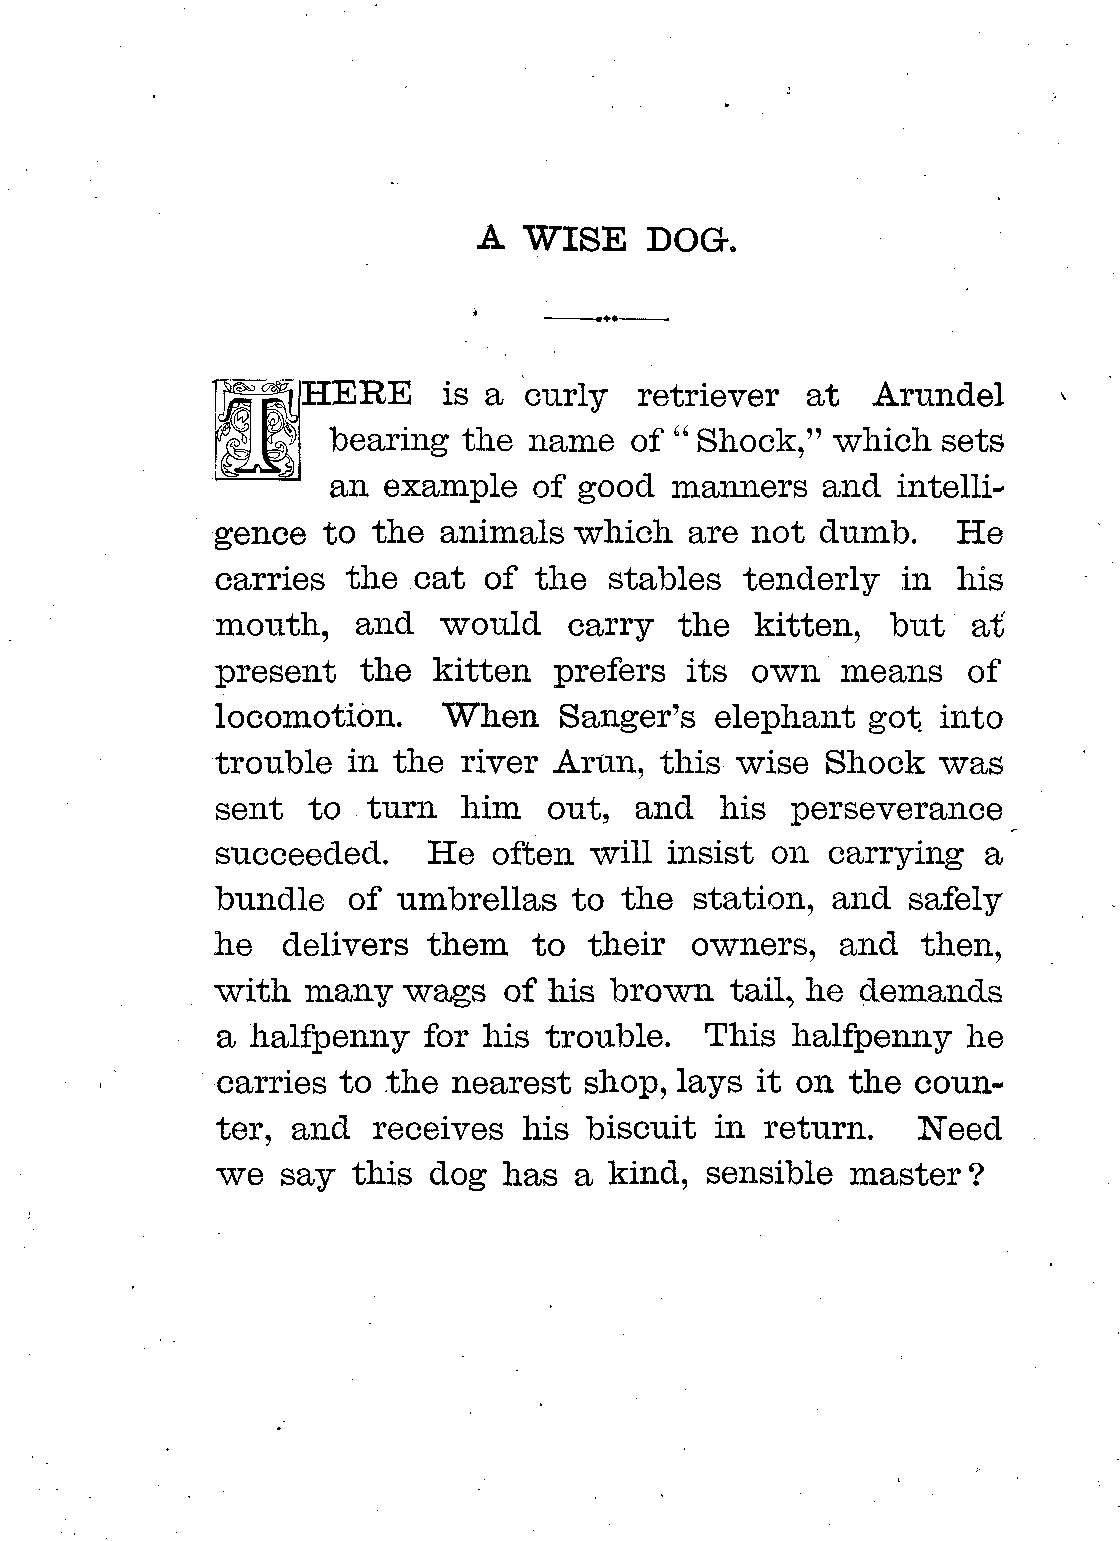 A WISE DOG.
THERE is a curly retriever at Arundel
bearing the name of “Shock,” which sets
an example of good manners and intelli-
gence to the animals which are not dumb. He
carries the cat of the stables tenderly in his
mouth, and would carry the kitten, but at
present the kitten prefers its own means of
locomotion. When Sanger’s elephant got into
trouble in the river Arun, this wise Shock was
sent to turn him out, and his perseverance
succeeded. He often will insist on carrying a
bundle of umbrellas to the station, and safely
he delivers them to their owners, and then,
with many wags of his brown tail, he demands
a halfpenny for his trouble. This halfpenny he
carries to the nearest shop, lays it on the coun-
ter, and receives his biscuit in return. Need
we say this dog has a kind, sensible master?